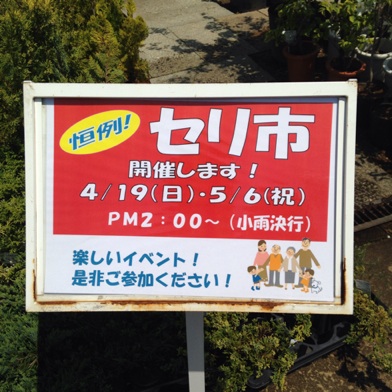 恒例!
セリ市
開催します!
4/19(日)・5/6(祝)
PM2:00~(小雨決行)
楽しいイベント!
是非ご参加ください!